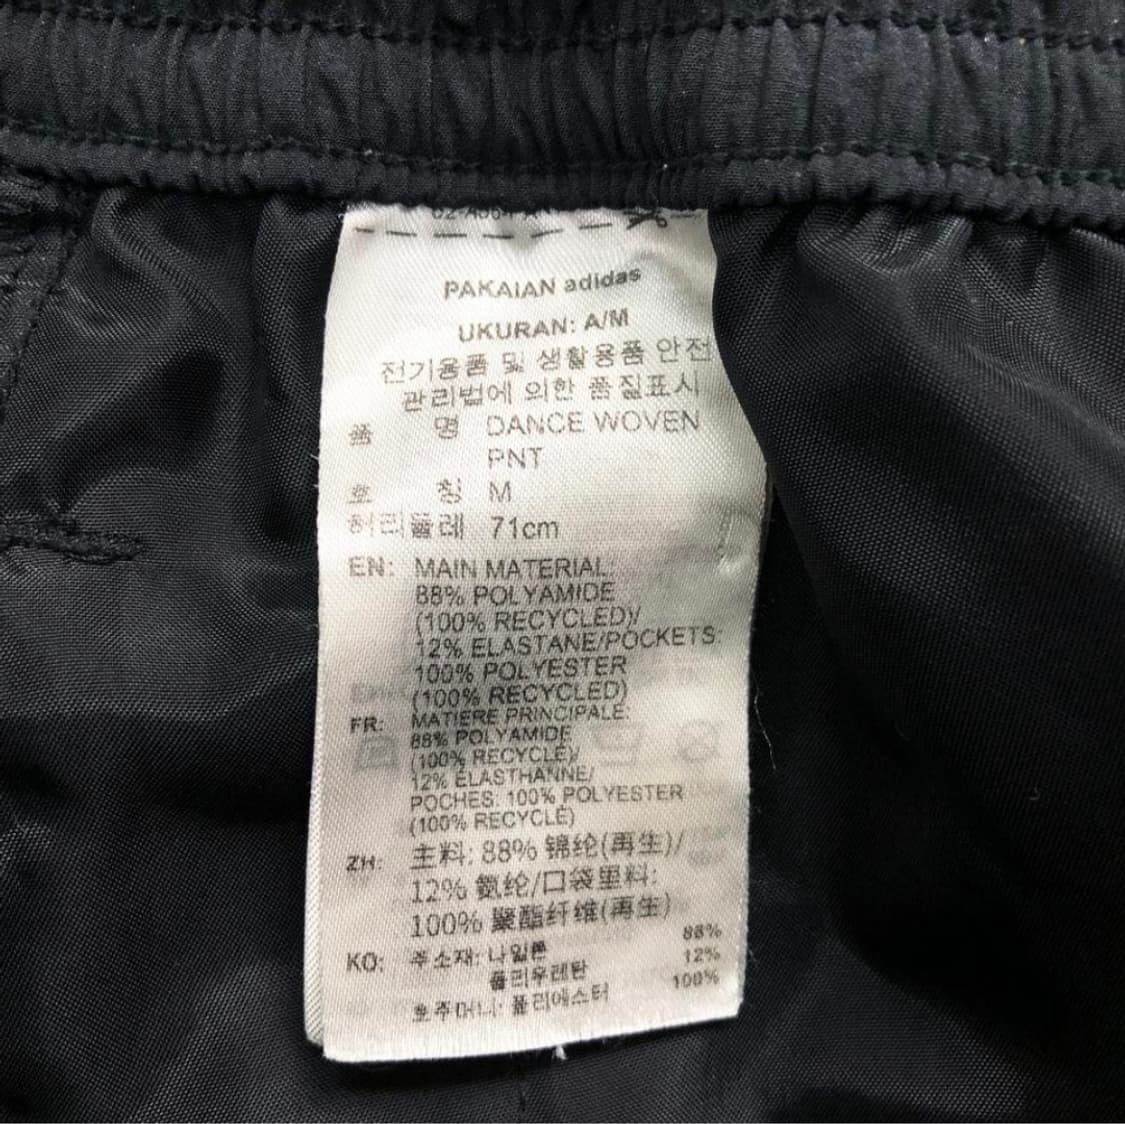 PAKAIAN adidas
UKURAN: A/M
전기용품 및 생활용품 안전
관리법에 의한 품질표시
품 명 DANCE WOVEN
PNT
호 칭 M
허리둘레 71cm
EN: MAIN MATERIAL:
88% POLYAMIDE
(100% RECYCLED)/
12% ELASTANE/POCKETS:
100% POLYESTER
(100% RECYCLED)
FR: MATIÈRE PRINCIPALE:
88% POLYAMIDE
(100% RECYCLÉ)/
12% ÉLASTHANNE/
POCHES: 100% POLYESTER
(100% RECYCLÉ)
ZH: 主料: 88% 锦纶(再生)/
12% 氨纶/口袋里料:
100% 聚酯纤维(再生)
KO: 주소재: 나일론 88%
폴리우레탄 12%
호주머니: 폴리에스터 100%